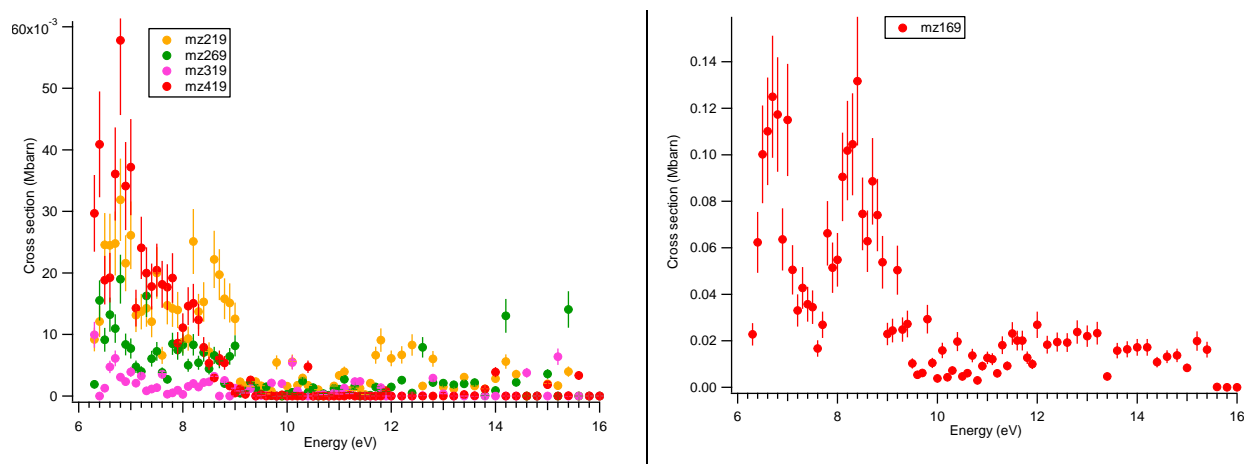 60x10-3
50
40
30
20
10
0
Cross section (Mbarn)
mz219
mz269
mz319
mz419
6
8
10
12
14
16
Energy (eV)
mz169
0.14
0.12
0.10
0.08
0.06
0.04
0.02
0.00
Cross section (Mbarn)
6
8
10
12
14
16
Energy (eV)